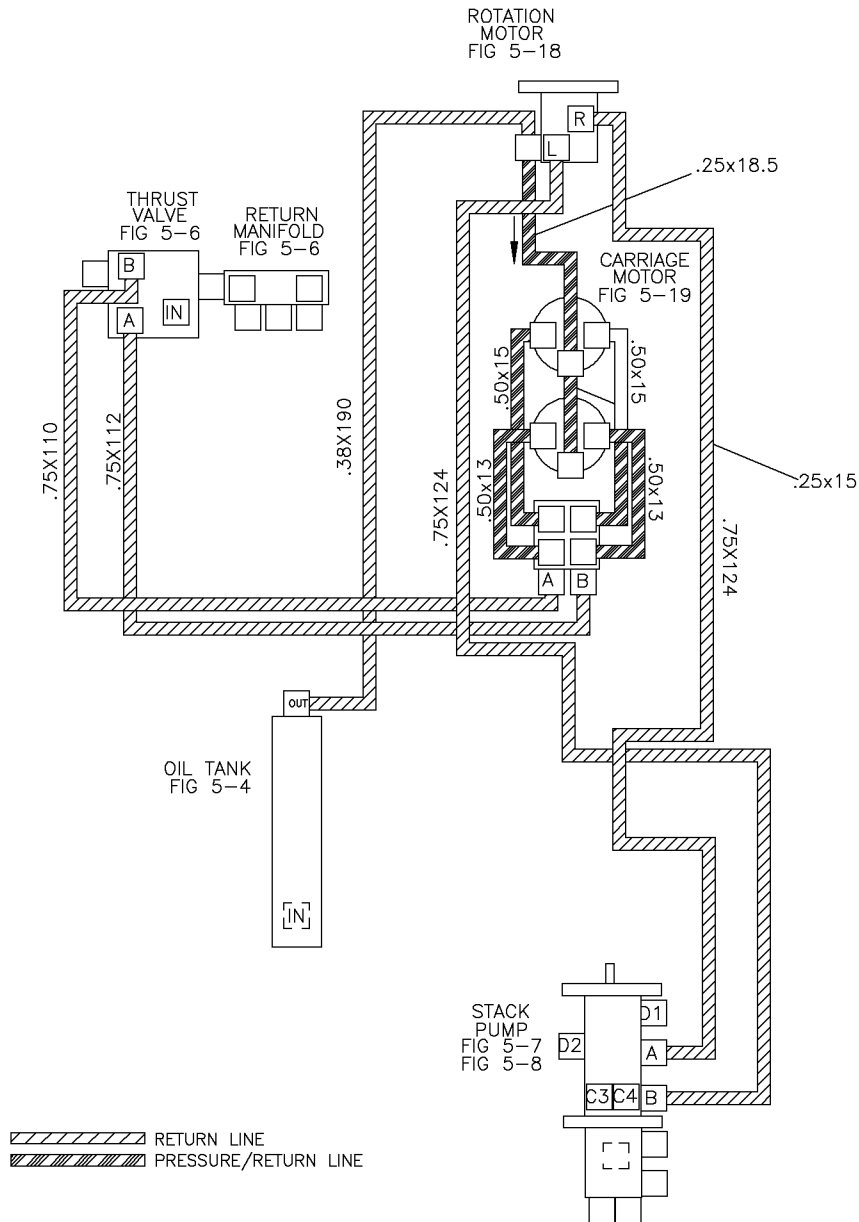 ROTATION
MOTOR
FIG 5-18
R
L
.25x18.5
THRUST
VALVE
FIG 5-6
RETURN
MANIFOLD
FIG 5-6
B
A
IN
CARRIAGE
MOTOR
FIG 5-19
.50x15
.50x15
.75X110
.75X112
.38X190
.75X124
.50x13
.50x13
.75X124
.25x15
A
B
OUT
OIL TANK
FIG 5-4
IN
STACK
PUMP
FIG 5-7
FIG 5-8
D1
D2
A
C3
C4
B
RETURN LINE
PRESSURE/RETURN LINE